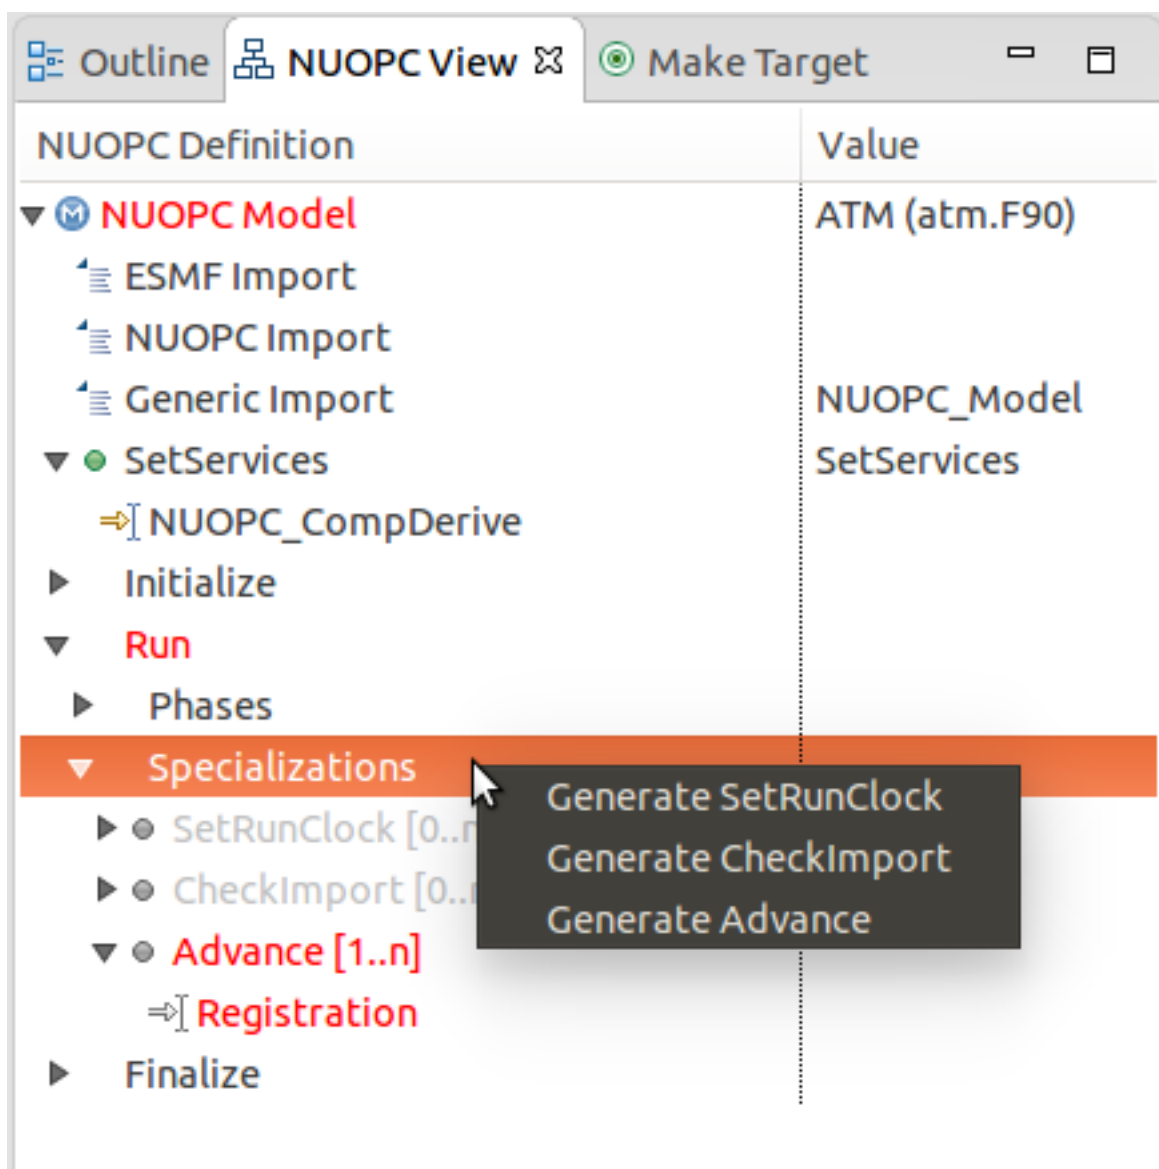 Outline NUOPC View Make Target
NUOPC Definition Value
NUOPC Model ATM (atm.F90)
ESMF Import
NUOPC Import
Generic Import NUOPC_Model
SetServices SetServices
NUOPC_CompDerive
Initialize
Run
Phases
Specializations
Generate SetRunClock
SetRunClock [0..
Generate CheckImport
CheckImport [0..
Generate Advance
Advance [1..n]
Registration
Finalize